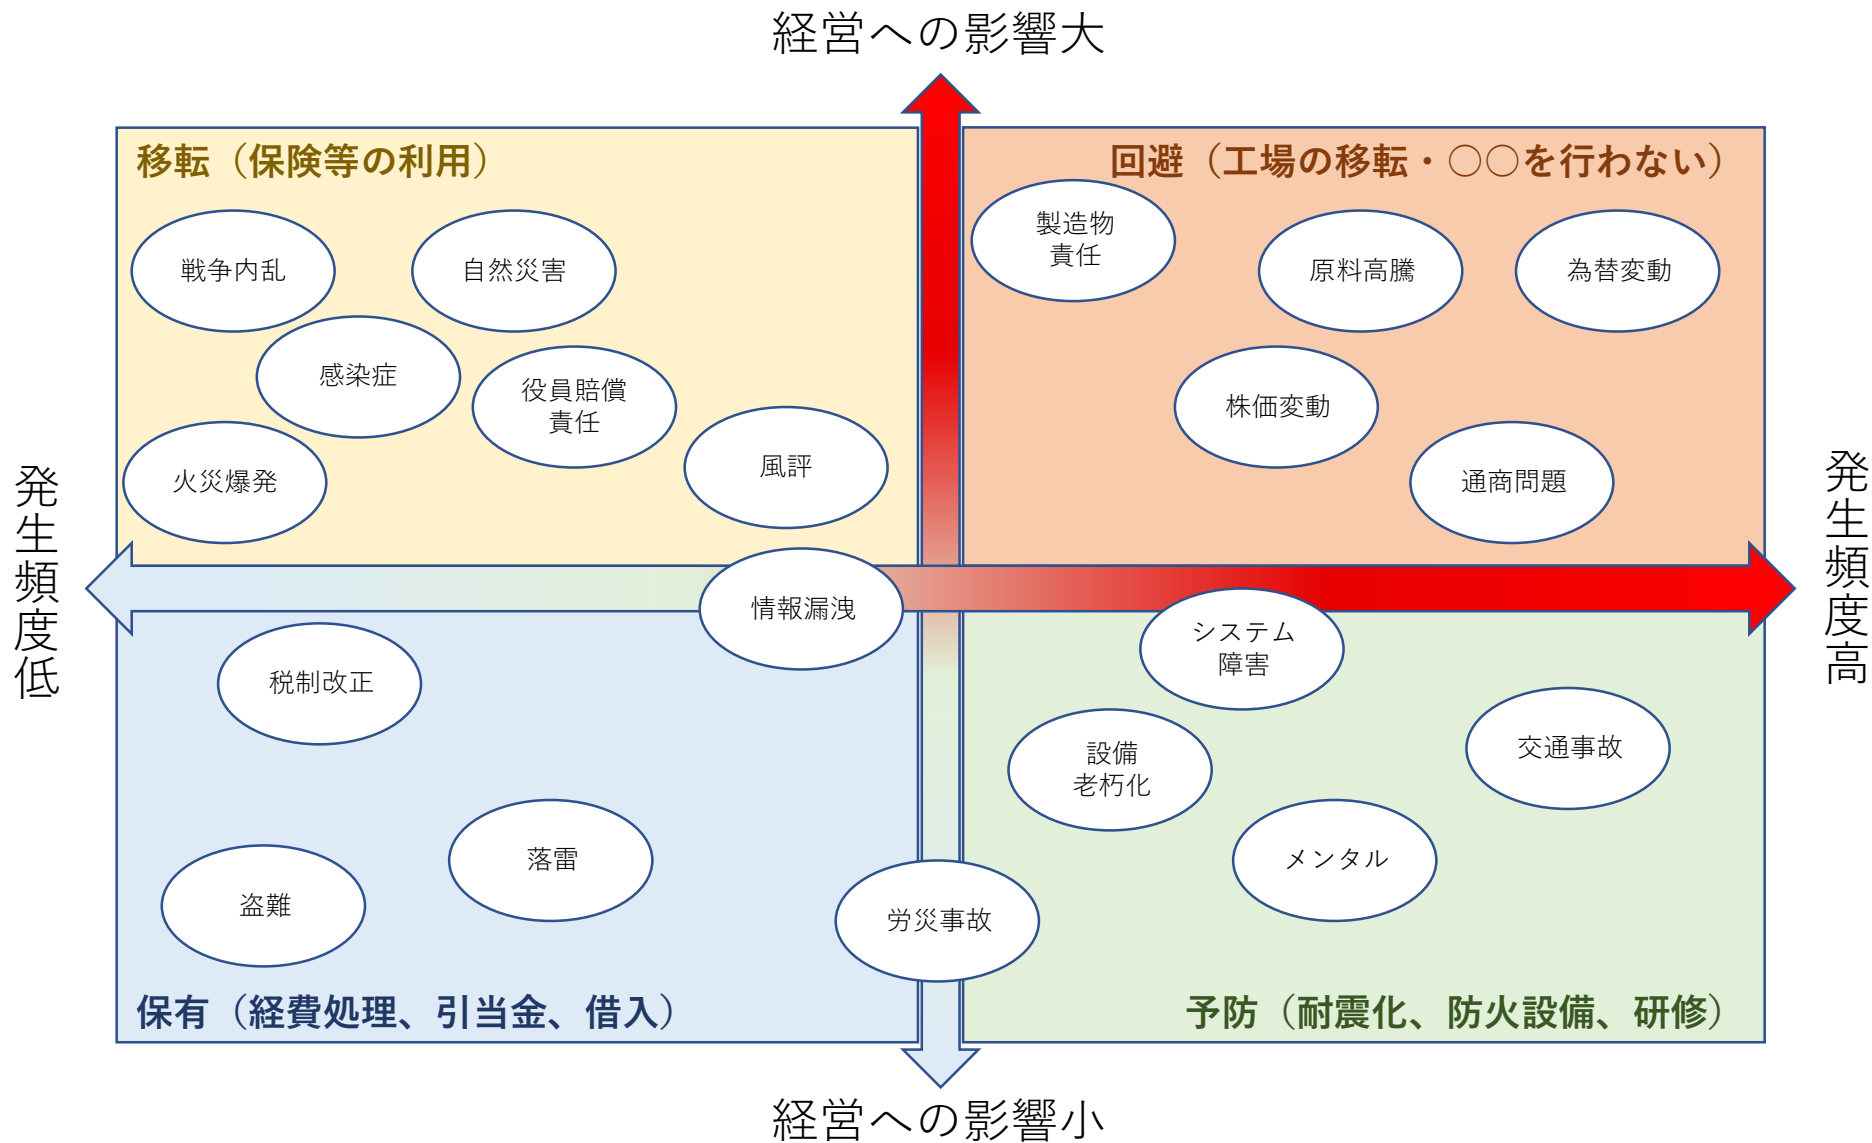 経営への影響大
移転（保険等の利用）
回避（工場の移転・○○を行わない）
製造物
責任
戦争内乱
自然災害
原料高騰
為替変動
感染症
役員賠償
責任
株価変動
風評
火災爆発
通商問題
発生頻度低
発生頻度高
情報漏洩
システム
障害
税制改正
設備
老朽化
交通事故
落雷
メンタル
盗難
労災事故
保有（経費処理、引当金、借入）
予防（耐震化、防火設備、研修）
経営への影響小